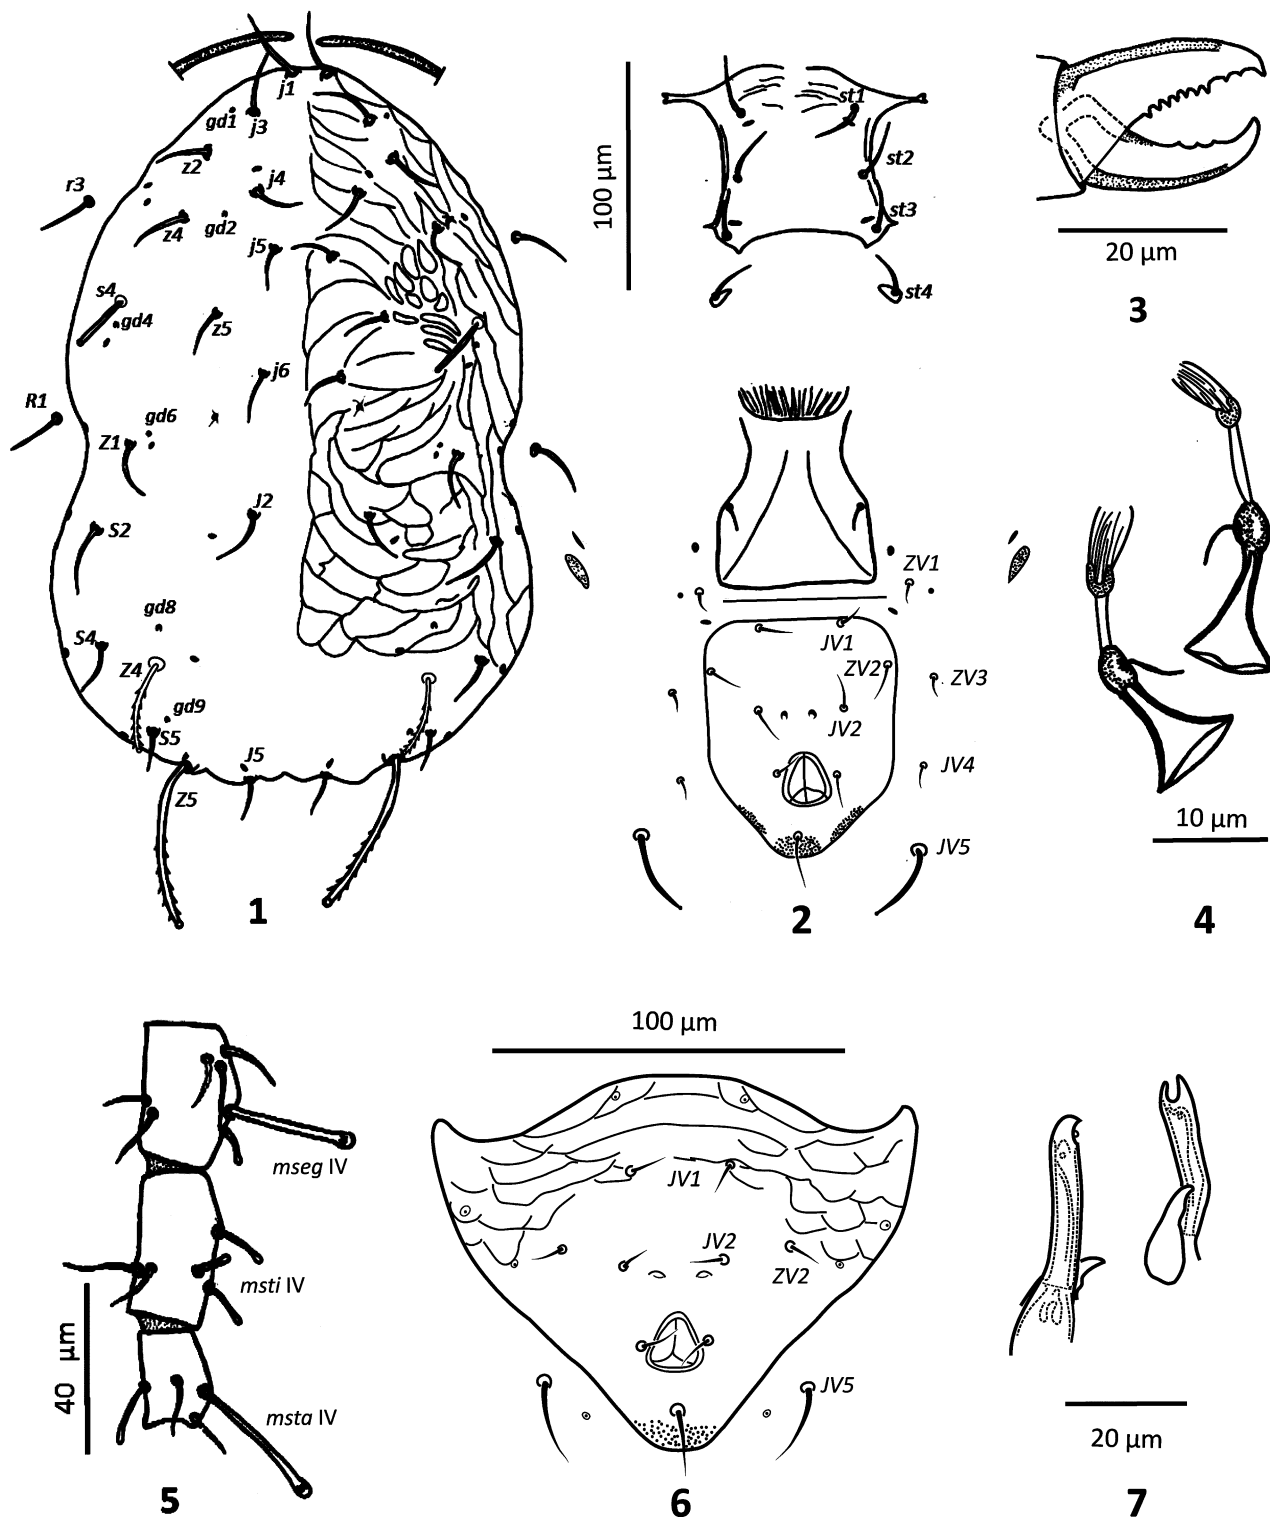 j1
gd1
j3
z2
j4
r3
z4
gd2
j5
s4
gd4
z5
j6
R1
gd6
Z1
J2
S2
gd8
S4
Z4
gd9
S5
J5
Z5
1
100 µm
st1
st2
st3
st4
ZV1
JV1
ZV2
ZV3
JV2
JV4
JV5
2
20 µm
3
10 µm
4
mseg IV
msti IV
40 µm
msta IV
5
100 µm
JV1
JV2
ZV2
JV5
6
20 µm
7